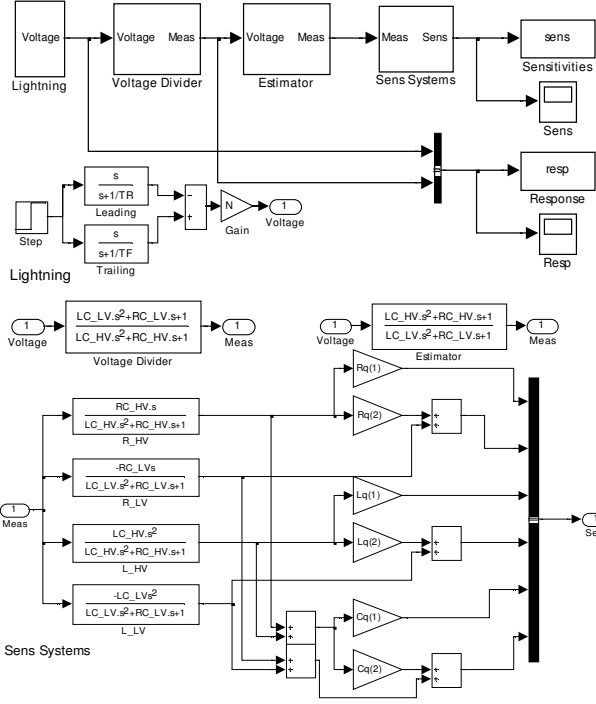 Voltage
Voltage Meas
Voltage Meas
Meas Sens
sens
Lightning
Voltage Divider
Estimator
Sens Systems
Sensitivities
Sens
resp
Response
Resp
s
s+1/TR
Leading
Step
s
s+1/TF
Trailing
-
+
N
Gain
1
Voltage
Lightning
1
Voltage
LC_LV.s²+RC_LV.s+1
LC_HV.s²+RC_HV.s+1
Voltage Divider
1
Meas
1
Voltage
LC_HV.s²+RC_HV.s+1
LC_LV.s²+RC_LV.s+1
Estimator
1
Meas
1
Meas
RC_HV.s
LC_HV.s²+RC_HV.s+1
R_HV
-RC_LVs
LC_LV.s²+RC_LV.s+1
R_LV
LC_HV.s²
LC_HV.s²+RC_HV.s+1
L_HV
-LC_LVs²
LC_LV.s²+RC_LV.s+1
L_LV
Rq(1)
Rq(2)
+
+
Lq(1)
Lq(2)
+
+
+
+
+
+
Cq(1)
Cq(2)
+
+
1
Se
Sens Systems